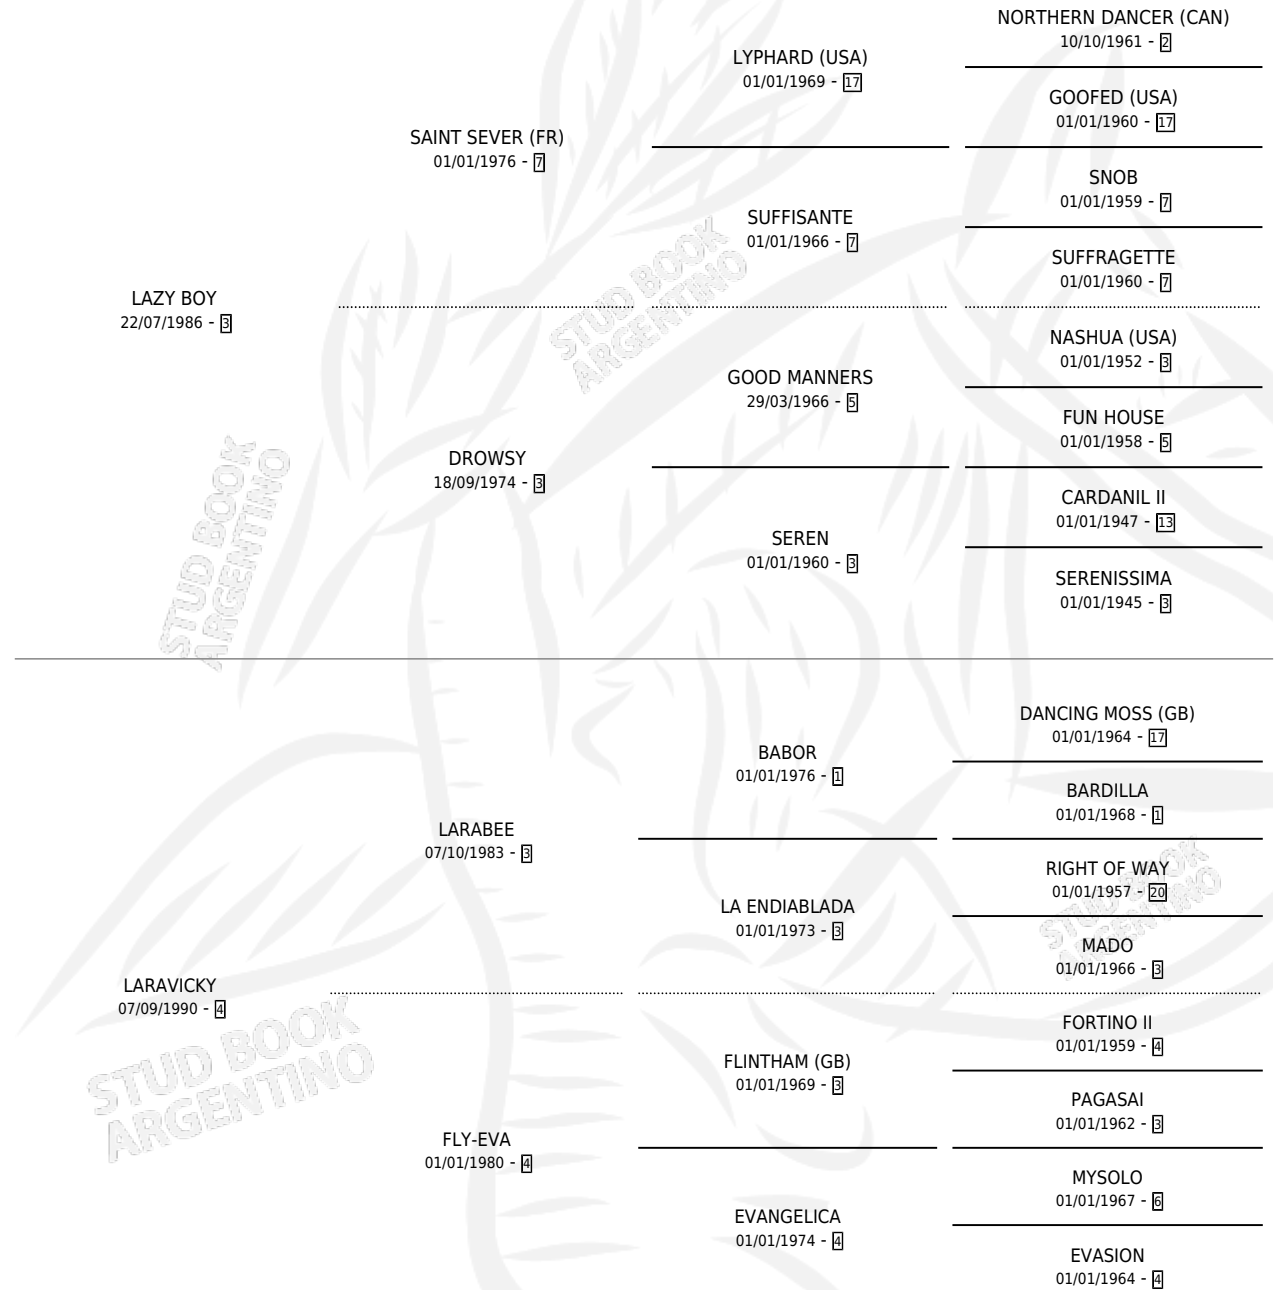 NORTHERN DANCER (CAN)
10/10/1961 - 2
LYPHARD (USA)
01/01/1969 - 17
GOOFED (USA)
01/01/1960 - 17
SAINT SEVER (FR)
01/01/1976 - 7
SNOB
01/01/1959 - 7
SUFFISANTE
01/01/1966 - 7
SUFFRAGETTE
01/01/1960 - 7
LAZY BOY
22/07/1986 - 3
NASHUA (USA)
01/01/1952 - 3
GOOD MANNERS
29/03/1966 - 5
FUN HOUSE
01/01/1958 - 5
DROWSY
18/09/1974 - 3
CARDANIL II
01/01/1947 - 13
SEREN
01/01/1960 - 3
SERENISSIMA
01/01/1945 - 3
DANCING MOSS (GB)
01/01/1964 - 17
BABOR
01/01/1976 - 1
BARDILLA
01/01/1968 - 1
LARABEE
07/10/1983 - 3
RIGHT OF WAY
01/01/1957 - 20
LA ENDIABLADA
01/01/1973 - 3
MADO
01/01/1966 - 3
LARAVICKY
07/09/1990 - 4
FORTINO II
01/01/1959 - 4
FLINTHAM (GB)
01/01/1969 - 3
PAGASAI
01/01/1962 - 3
FLY-EVA
01/01/1980 - 4
MYSOLO
01/01/1967 - 6
EVANGELICA
01/01/1974 - 4
EVASION
01/01/1964 - 4
STUD BOOK
ARGENTINO
STUD BOOK
ARGENTINO
STUD BOOK
ARGENTINO
STUD BOOK
ARGENTINO